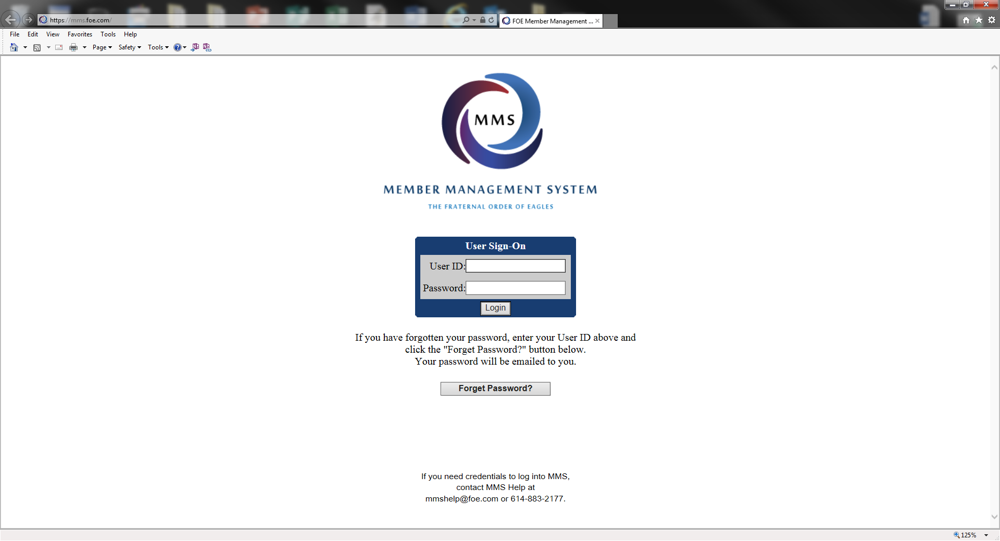 https://mms.foe.com/
FOE Member Management ...
File Edit View Favorites Tools Help
Page Safety Tools
MMS
MEMBER MANAGEMENT SYSTEM
THE FRATERNAL ORDER OF EAGLES
User Sign-On
User ID:
Password:
Login
If you have forgotten your password, enter your User ID above and
click the "Forget Password?" button below.
Your password will be emailed to you.
Forget Password?
If you need credentials to log into MMS,
contact MMS Help at
mmshelp@foe.com or 614-883-2177.
125%